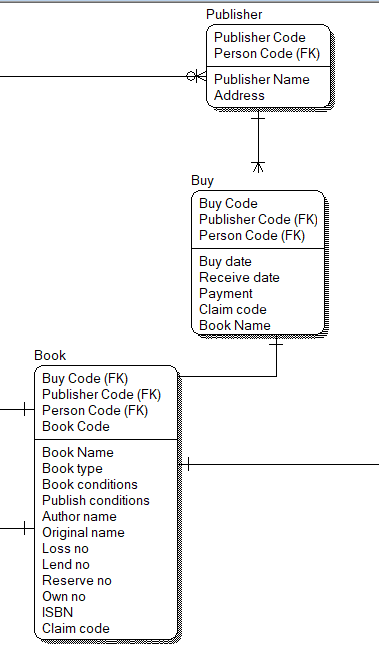 Publisher
Publisher Code
Person Code (FK)
Publisher Name
Address
Buy
Buy Code
Publisher Code (FK)
Person Code (FK)
Buy date
Receive date
Payment
Claim code
Book Name
Book
Buy Code (FK)
Publisher Code (FK)
Person Code (FK)
Book Code
Book Name
Book type
Book conditions
Publish conditions
Author name
Original name
Loss no
Lend no
Reserve no
Own no
ISBN
Claim code